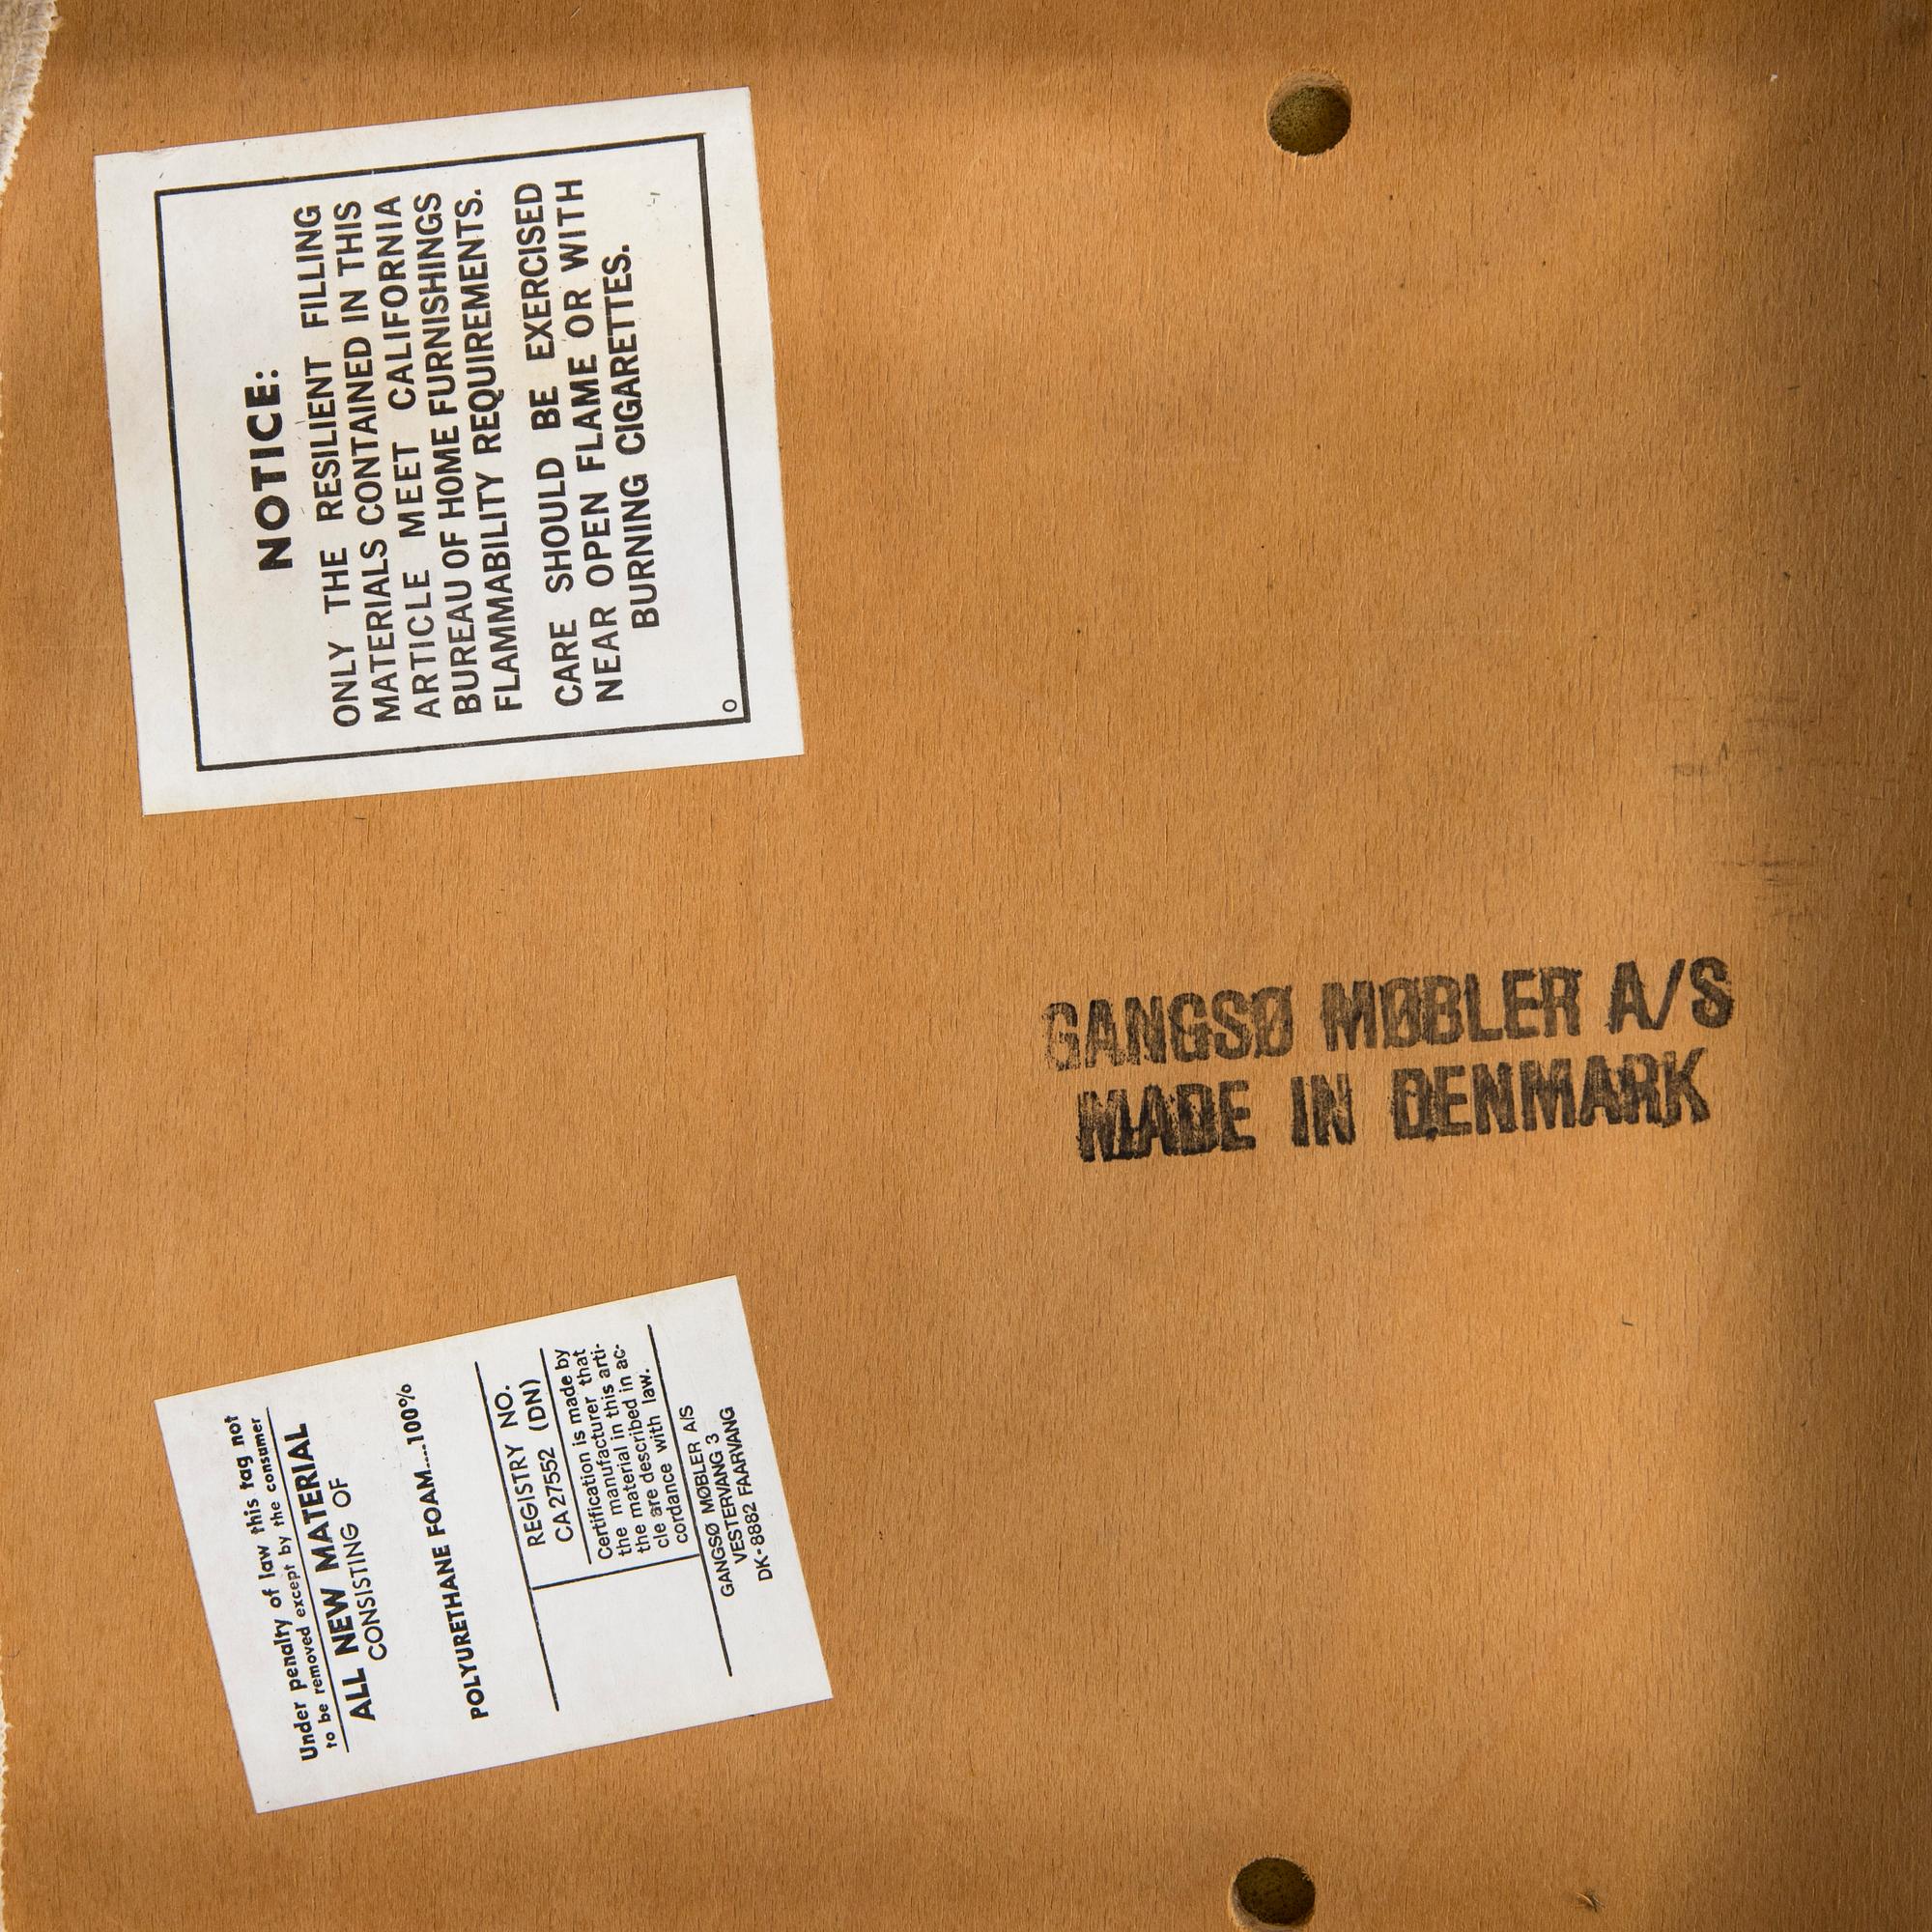 NOTICE:
ONLY THE RESILIENT FILLING
MATERIALS CONTAINED IN THIS
ARTICLE MEET CALIFORNIA
BUREAU OF HOME FURNISHINGS
FLAMMABILITY REQUIREMENTS.
CARE SHOULD BE EXERCISED
NEAR OPEN FLAME OR WITH
BURNING CIGARETTES.
O
GANGSØ MØBLER A/S
MADE IN DENMARK
Under penalty of law this tag not
to be removed except by the consumer
ALL NEW MATERIAL
CONSISTING OF
POLYURETHANE FOAM....100%
REGISTRY NO.
CA 27552 (DN)
Certification is made by
the manufacturer that
the material in this arti-
cle are described in ac-
cordance with law.
GANGSØ MØBLER A/S
VESTERVANG 3
DK-8882 FAARVANG